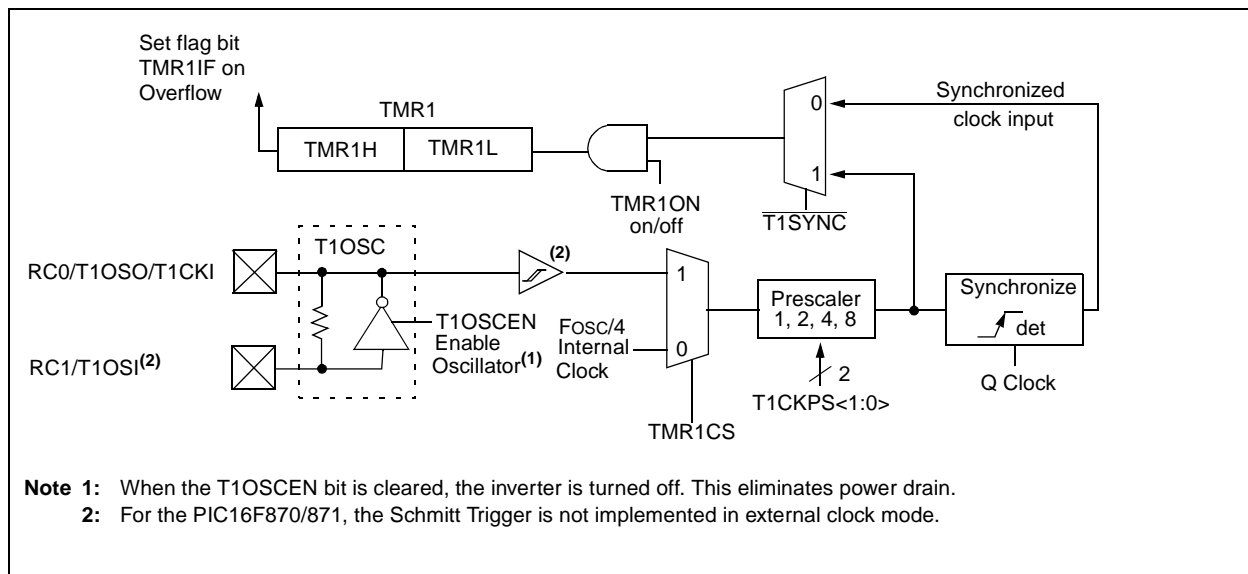 Set flag bit
TMR1IF on
Overflow
TMR1
TMR1H
TMR1L
TMR1ON
on/off
0
1
T1SYNC
Synchronized
clock input
RC0/T1OSO/T1CKI
T1OSC
(2)
RC1/T1OSI(2)
T1OSCEN
Enable
Oscillator(1)
FOSC/4
Internal
Clock
1
0
TMR1CS
Prescaler
1, 2, 4, 8
2
T1CKPS<1:0>
Synchronize
det
Q Clock
Note 1: When the T1OSCEN bit is cleared, the inverter is turned off. This eliminates power drain.
2: For the PIC16F870/871, the Schmitt Trigger is not implemented in external clock mode.